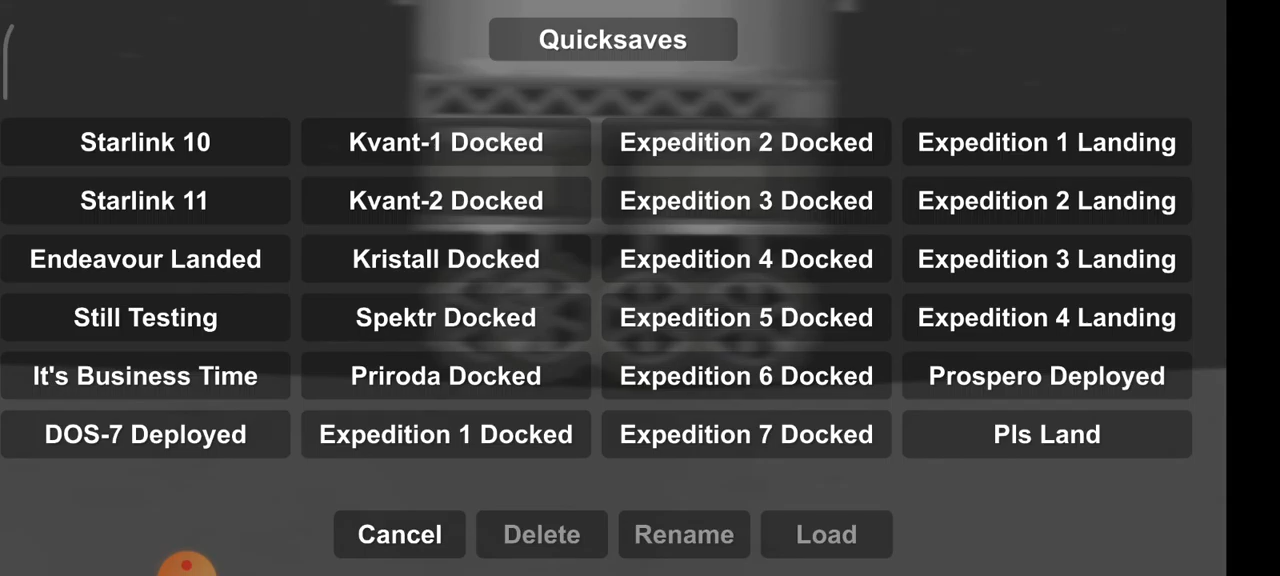 Quicksaves
Starlink 10
Kvant-1 Docked
Expedition 2 Docked
Expedition 1 Landing
Starlink 11
Kvant-2 Docked
Expedition 3 Docked
Expedition 2 Landing
Endeavour Landed
Kristall Docked
Expedition 4 Docked
Expedition 3 Landing
Still Testing
Spektr Docked
Expedition 5 Docked
Expedition 4 Landing
It's Business Time
Priroda Docked
Expedition 6 Docked
Prospero Deployed
DOS-7 Deployed
Expedition 1 Docked
Expedition 7 Docked
Pls Land
Cancel
Delete
Rename
Load